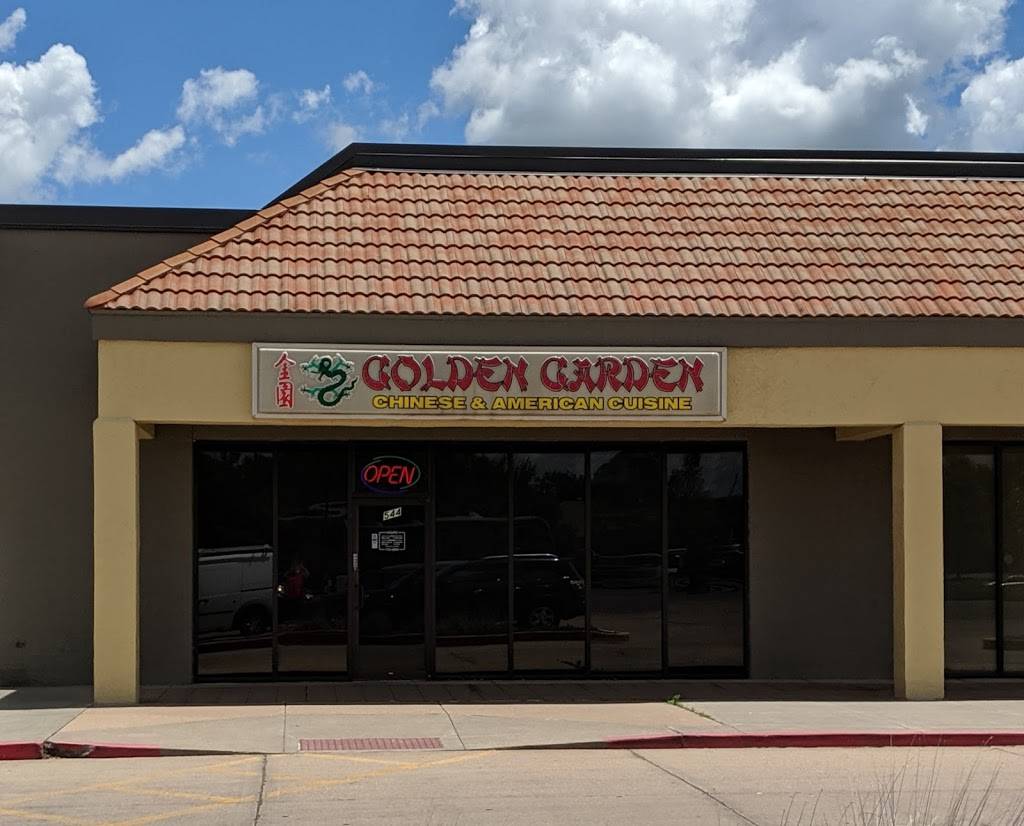 金園
GOLDEN GARDEN
CHINESE & AMERICAN CUISINE
OPEN
544